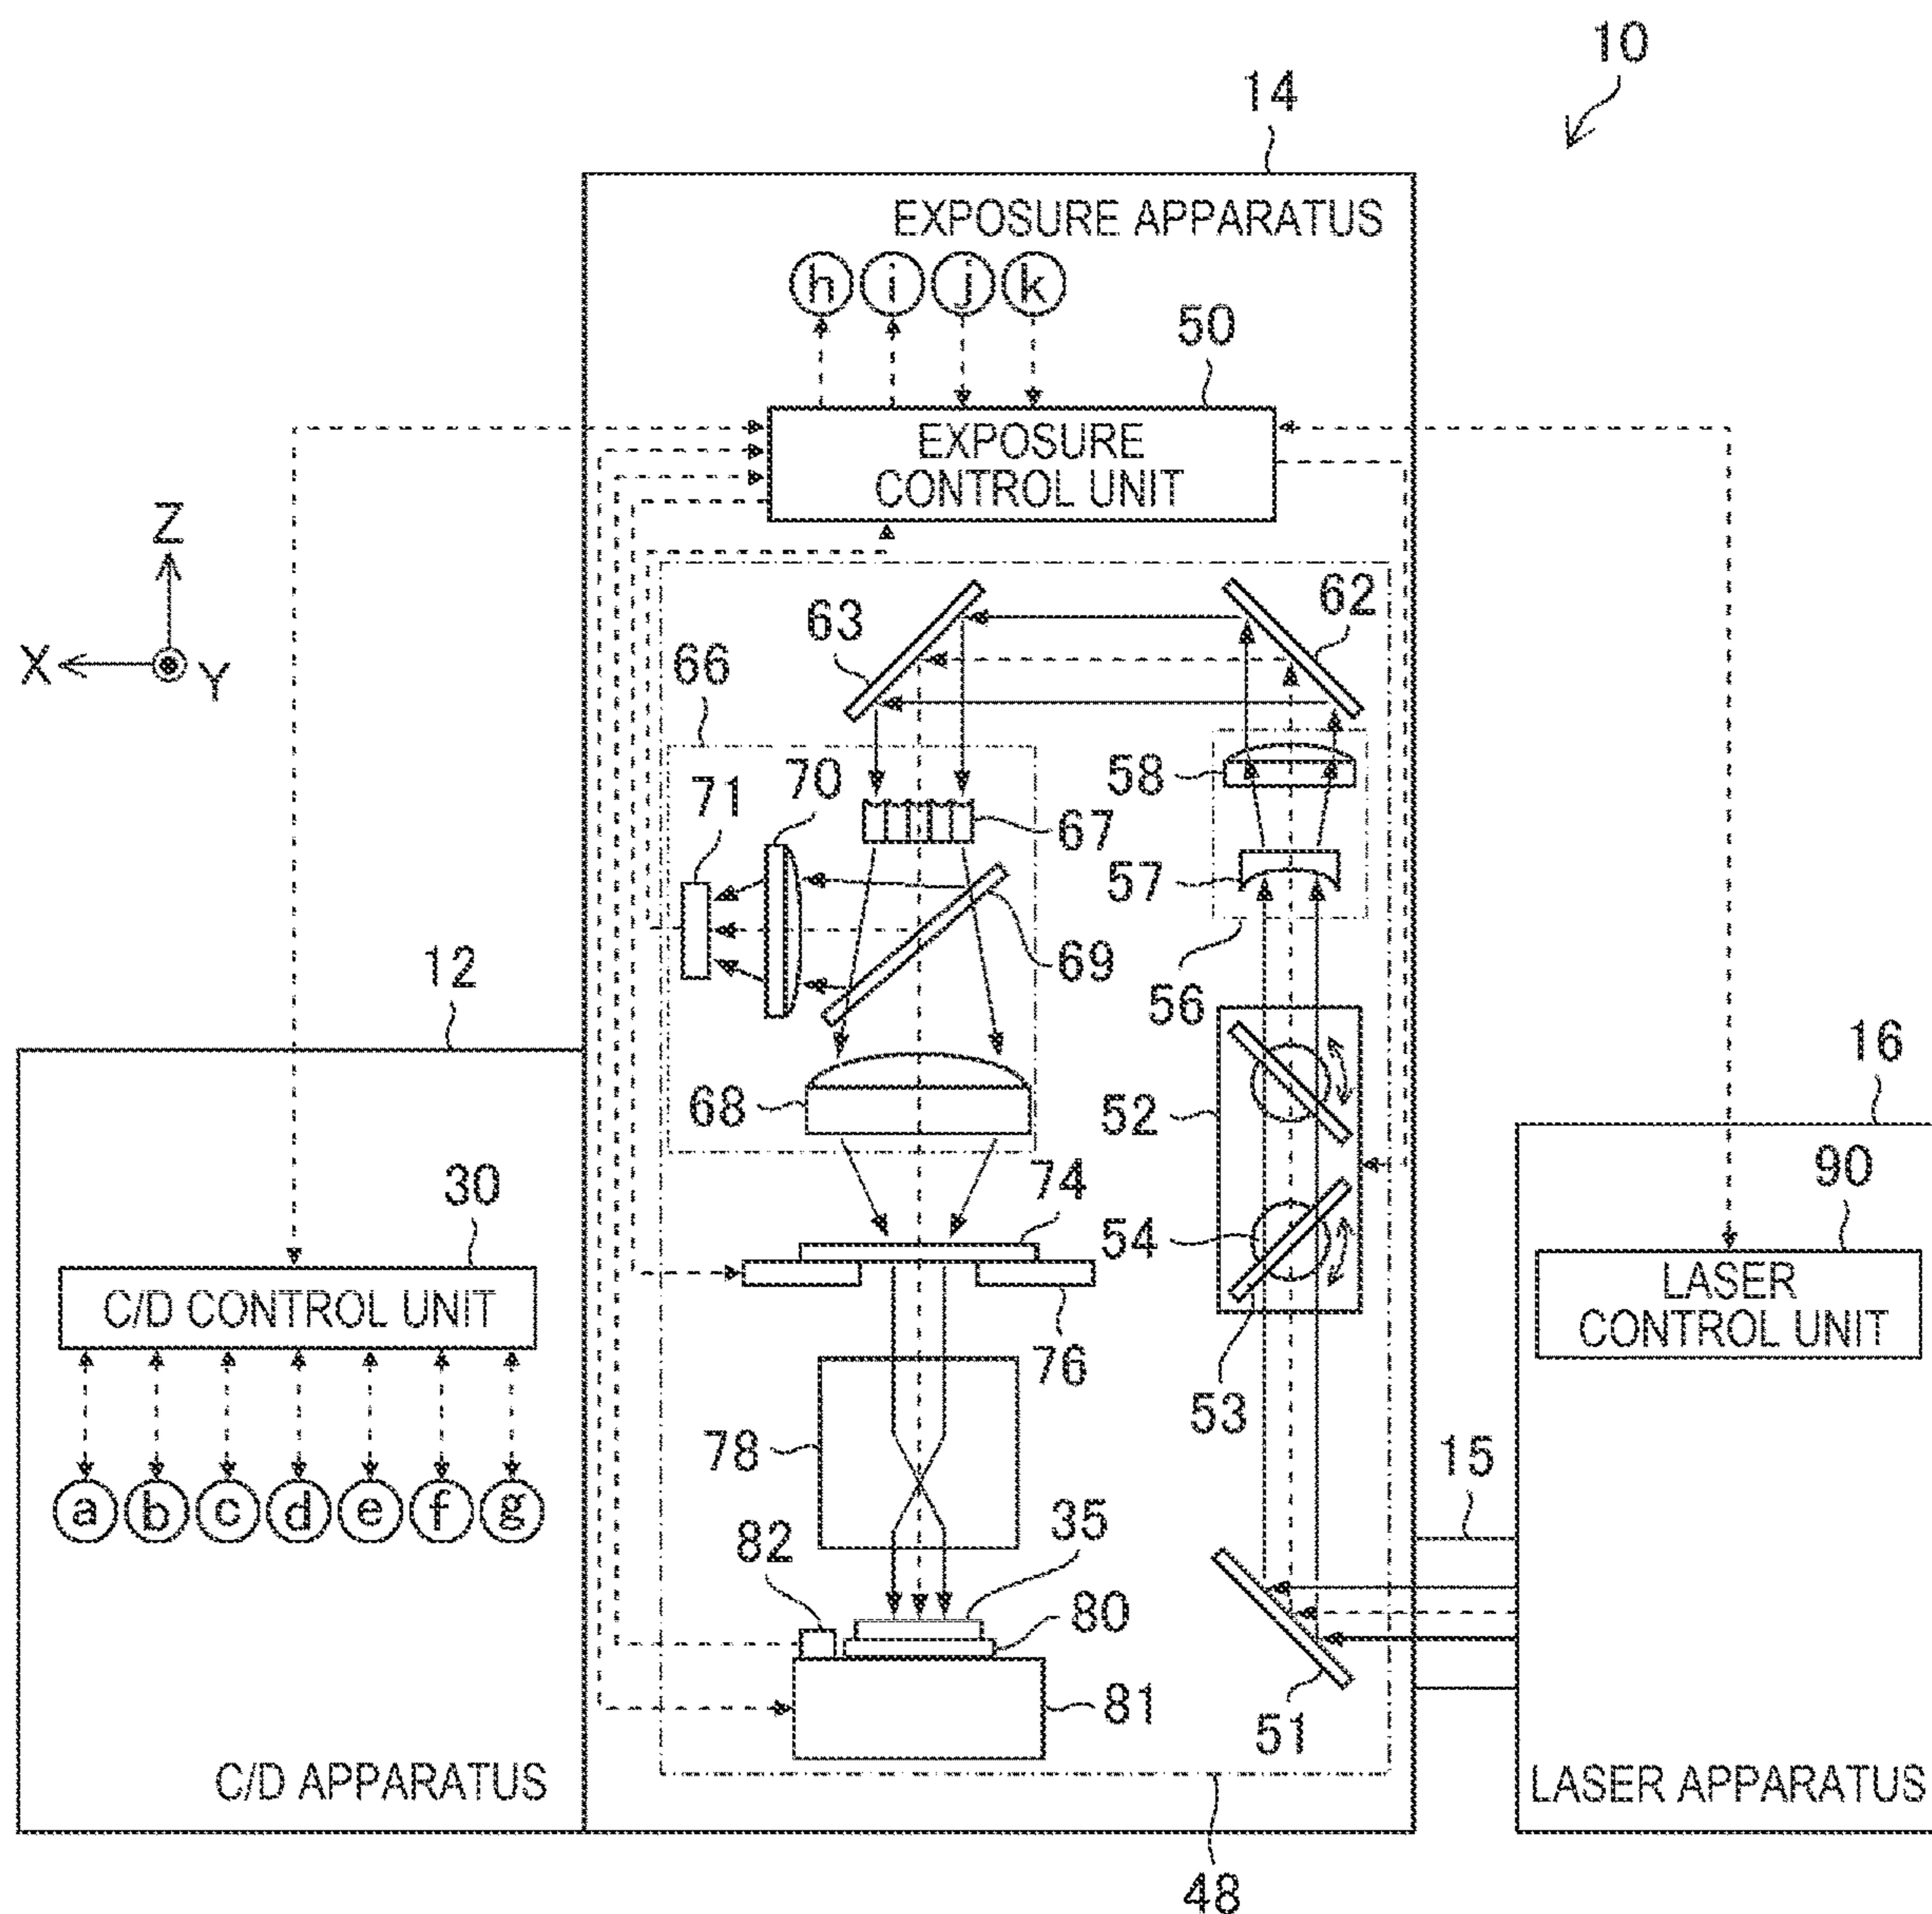 10
14
EXPOSURE APPARATUS
h i j k
50
EXPOSURE
CONTROL UNIT
Z
X
Y
63
62
66
71
70
58
67
57
69
56
12
68
52
16
30
74
54
90
C/D CONTROL UNIT
LASER
CONTROL UNIT
76
53
78
15
a b c d e f g
82
35
80
81
51
C/D APPARATUS
LASER APPARATUS
48